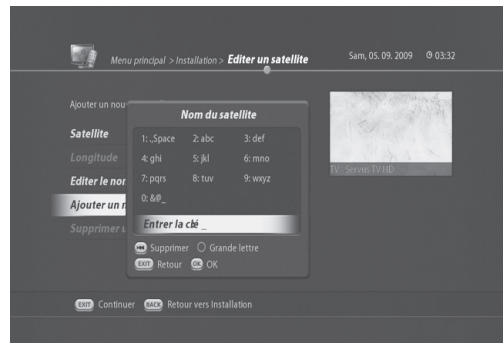 Menu principal > Installation > Editer un satellite
Sam, 05. 09. 2009 03:32
Ajouter un nou
Nom du satellite
Satellite
1: .,Space 2: abc 3: def
Longitude
4: ghi 5: jkl 6: mno
TV : Servus TV HD
Editer le nor
7: pqrs 8: tuv 9: wxyz
Ajouter un n
0: &@_
Supprimer u
Entrer la clé _
Supprimer Grande lettre
EXIT Retour OK OK
EXIT Continuer BACK Retour vers Installation